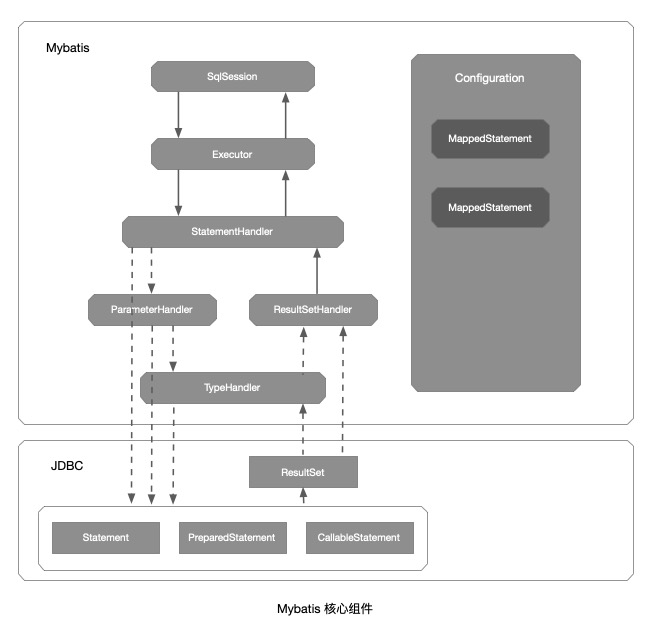 Mybatis
SqlSession
Configuration
MappedStatement
Executor
MappedStatement
StatementHandler
ParameterHandler
ResultSetHandler
TypeHandler
JDBC
ResultSet
Statement
PreparedStatement
CallableStatement
Mybatis 核心组件